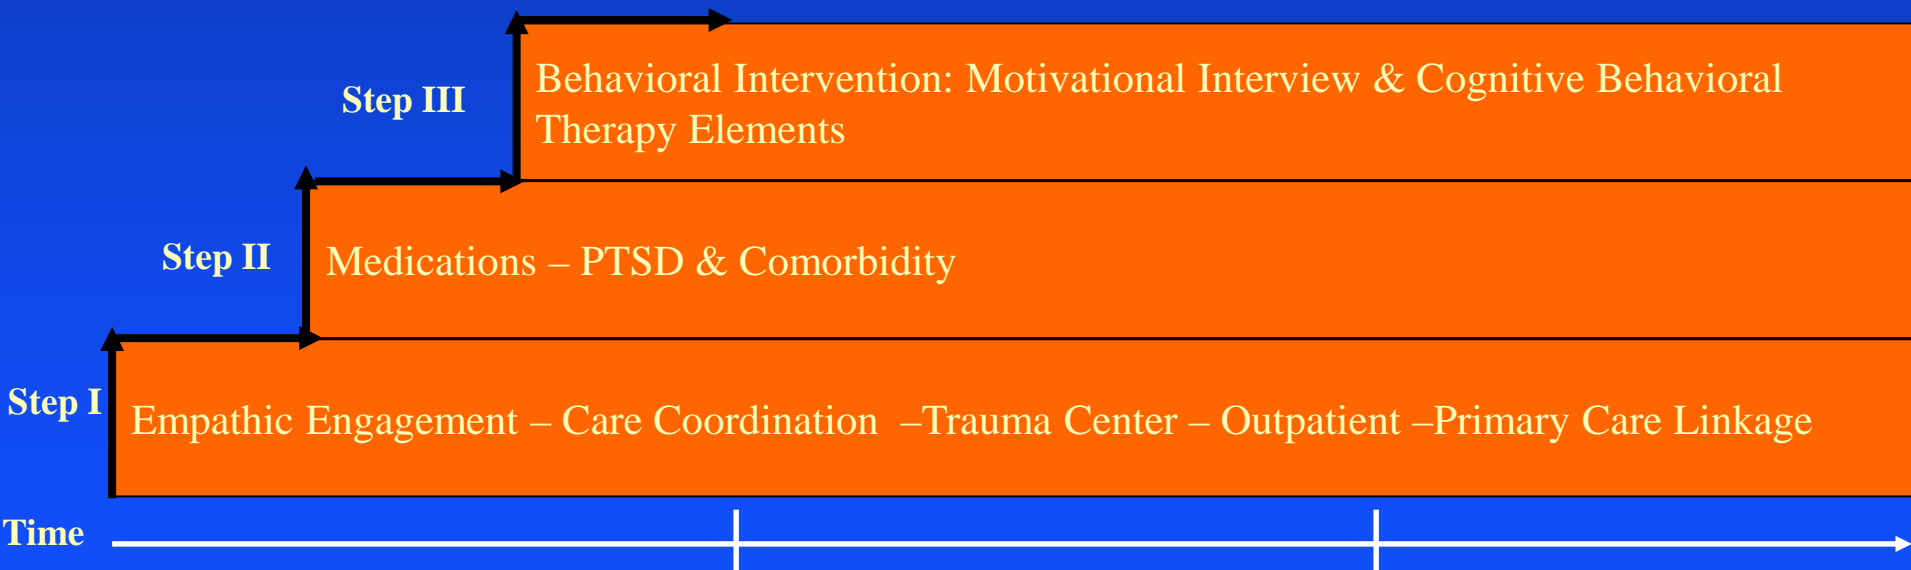 Step III
Behavioral Intervention: Motivational Interview & Cognitive Behavioral
Therapy Elements
Step II
Medications – PTSD & Comorbidity
Step I
Empathic Engagement – Care Coordination –Trauma Center – Outpatient –Primary Care Linkage
Time